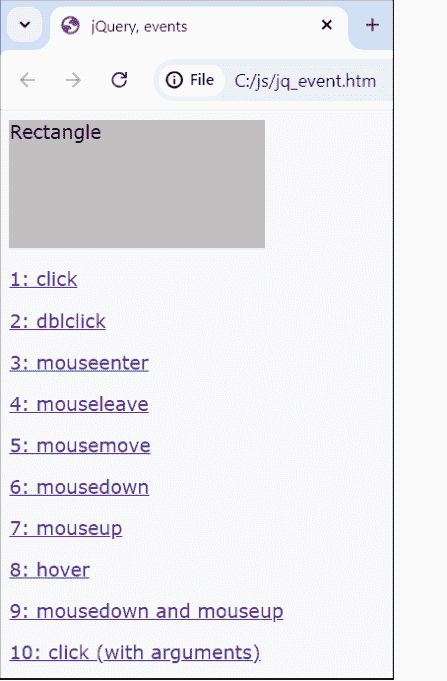 jQuery, events
File C:/js/jq_event.htm
Rectangle
1: click
2: dblclick
3: mouseenter
4: mouseleave
5: mousemove
6: mousedown
7: mouseup
8: hover
9: mousedown and mouseup
10: click (with arguments)